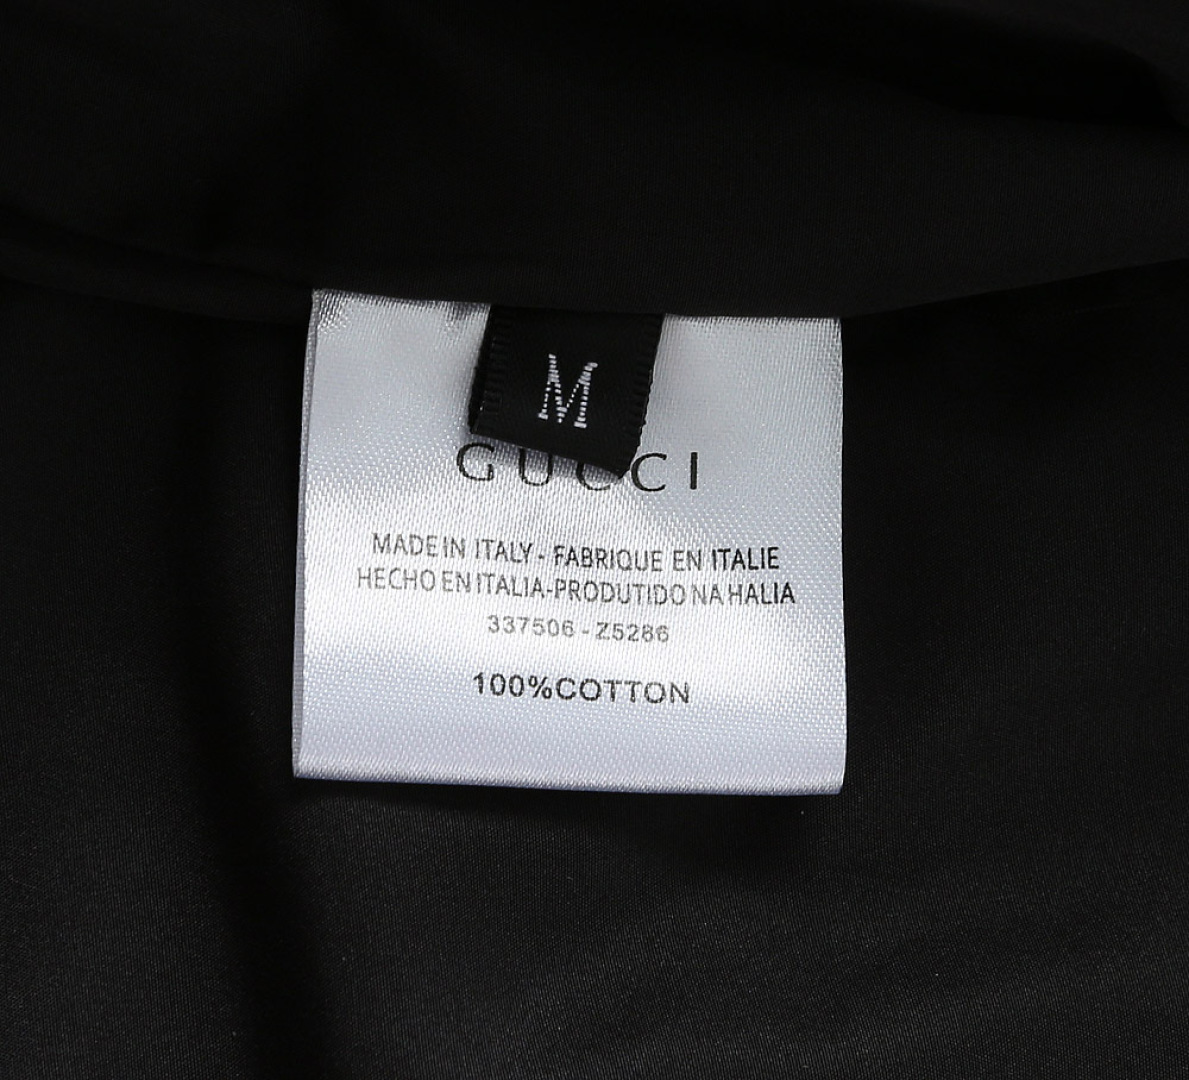 M
GUCCI
MADE IN ITALY - FABRIQUE EN ITALIE
HECHO EN ITALIA-PRODUTIDO NA HALIA
337506 - Z5286
100%COTTON